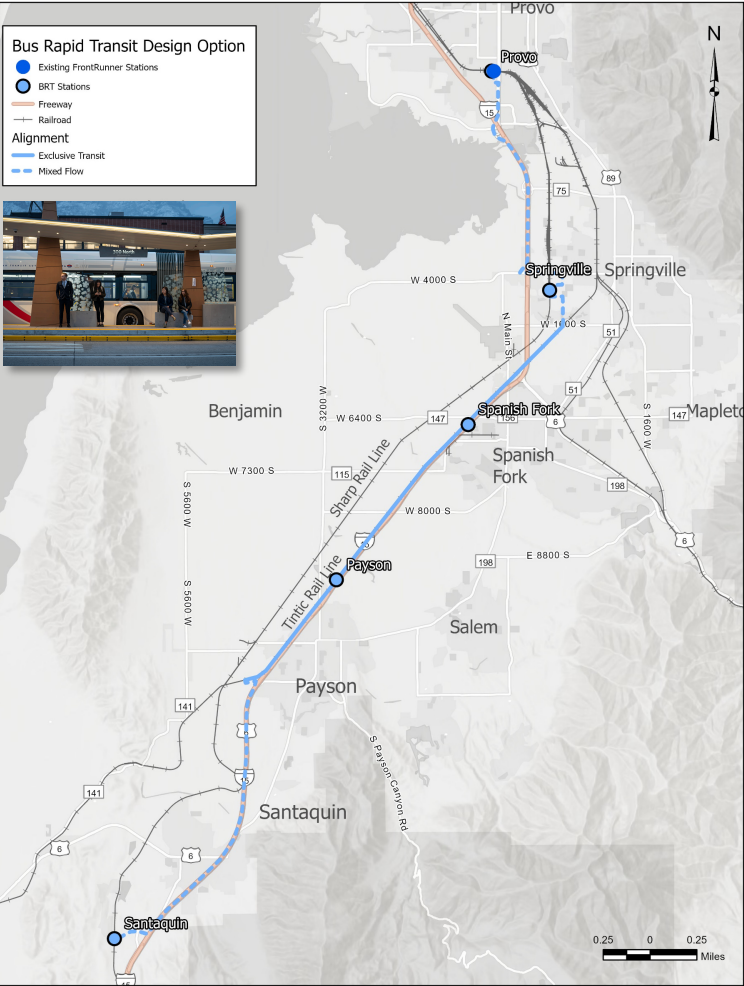 Provo
Bus Rapid Transit Design Option
Existing FrontRunner Stations
BRT Stations
Freeway
Railroad
Alignment
Exclusive Transit
Mixed Flow
N
Provo
15
89
75
Springville
Springville
W 4000 S
N Main St
W 1600 S
51
51
S 3200 W
Benjamin
W 6400 S
147
Spanish Fork
156
6
S 1600 W
147
Mapleto
Sharp Rail Line
Spanish
Fork
W 7300 S
115
S 5600 W
198
W 8000 S
15
6
E 8800 S
198
Payson
Tintic Rail Line
S 5600 W
Salem
Payson
141
6
S Payson Canyon Rd
15
141
Santaquin
6
6
Santaquin
0.25 0 0.25
Miles